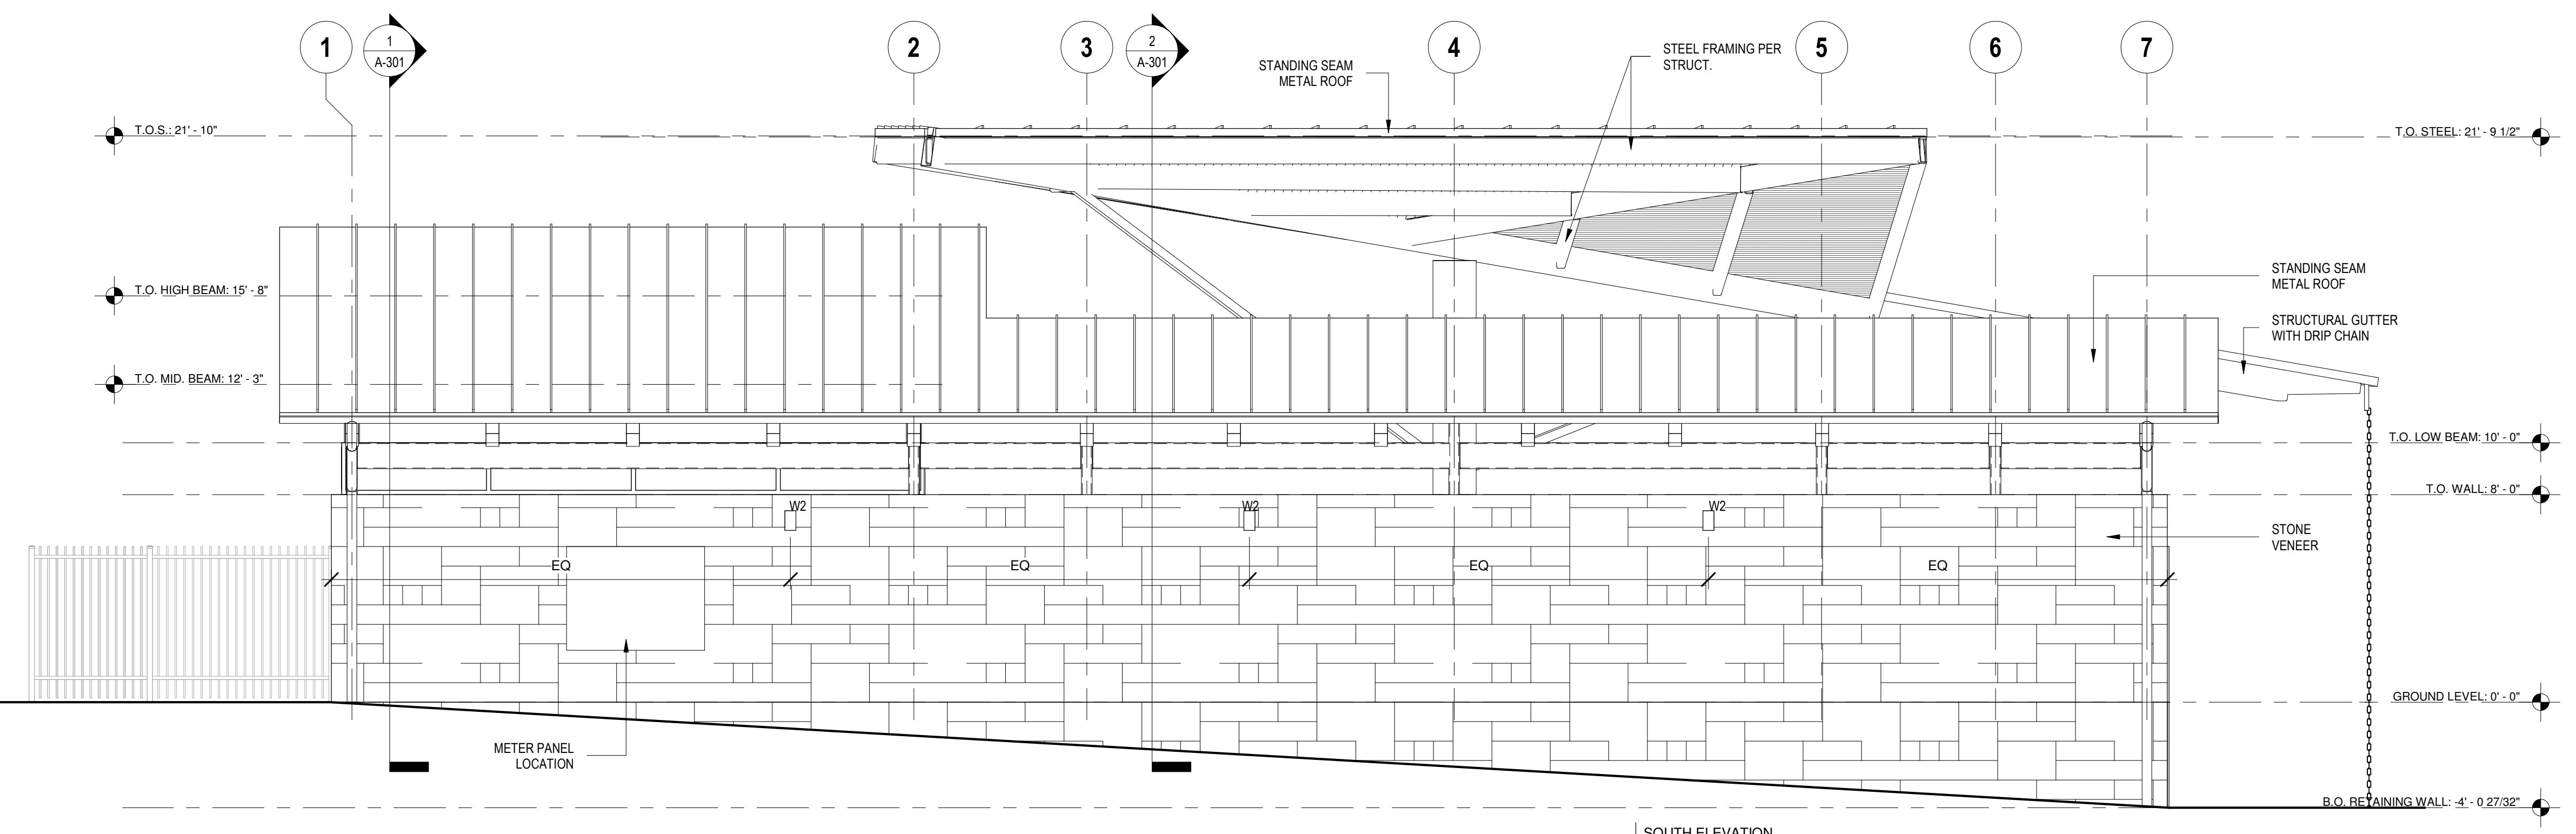 1
1
A-301
2
3
2
A-301
4
5
6
7
STEEL FRAMING PER
STRUCT.
STANDING SEAM
METAL ROOF
T.O.S.: 21' - 10"
T.O. STEEL: 21' - 9 1/2"
STANDING SEAM
METAL ROOF
T.O. HIGH BEAM: 15' - 8"
STRUCTURAL GUTTER
WITH DRIP CHAIN
T.O. MID. BEAM: 12' - 3"
T.O. LOW BEAM: 10' - 0"
T.O. WALL: 8' - 0"
W2
W2
W2
STONE
VENEER
EQ
EQ
EQ
EQ
GROUND LEVEL: 0' - 0"
METER PANEL
LOCATION
B.O. RETAINING WALL: -4' - 0 27/32"
SOUTH ELEVATION